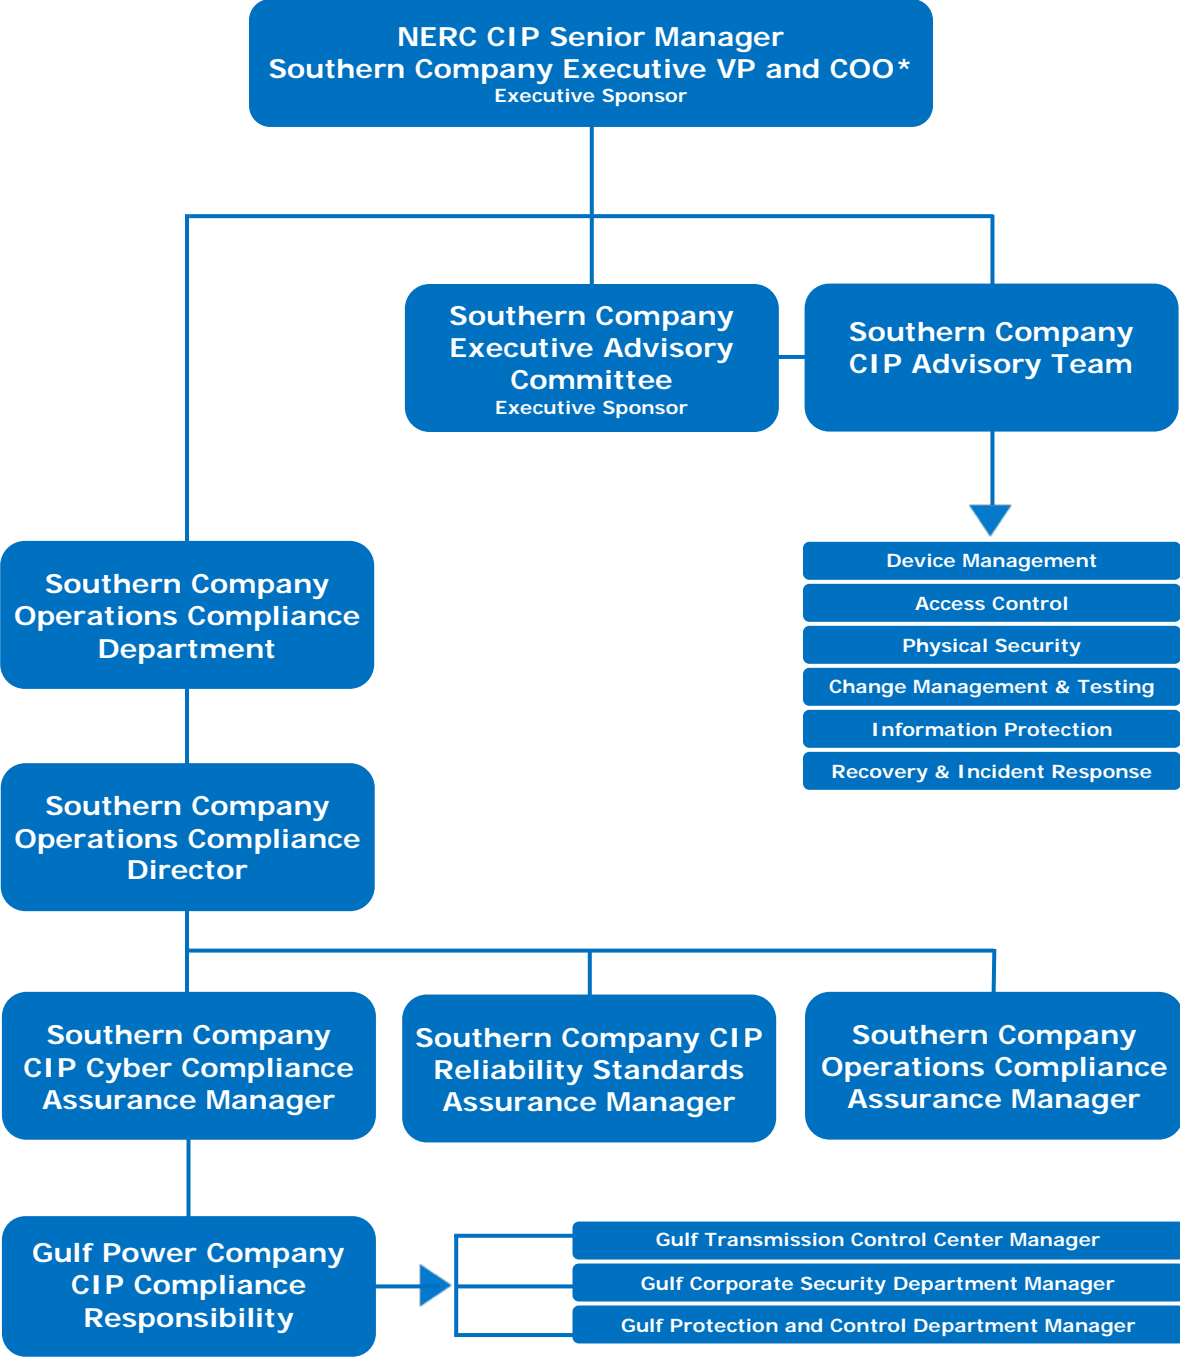 NERC CIP Senior Manager
Southern Company Executive VP and COO*
Executive Sponsor
Southern Company
Executive Advisory
Committee
Executive Sponsor
Southern Company
CIP Advisory Team
Device Management
Access Control
Physical Security
Change Management & Testing
Information Protection
Recovery & Incident Response
Southern Company
Operations Compliance
Department
Southern Company
Operations Compliance
Director
Southern Company
CIP Cyber Compliance
Assurance Manager
Southern Company CIP
Reliability Standards
Assurance Manager
Southern Company
Operations Compliance
Assurance Manager
Gulf Power Company
CIP Compliance
Responsibility
Gulf Transmission Control Center Manager
Gulf Corporate Security Department Manager
Gulf Protection and Control Department Manager